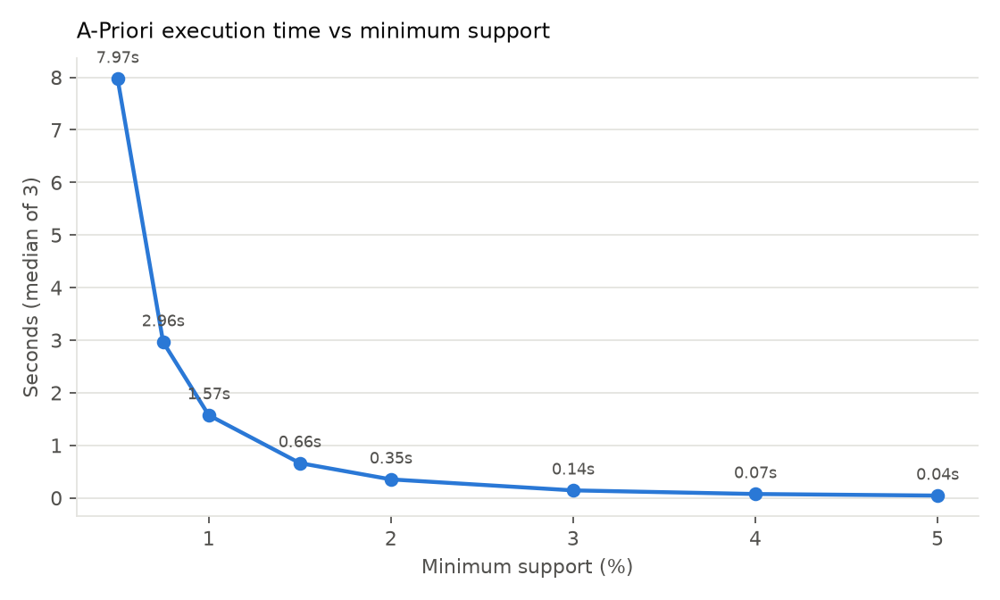 A-Priori execution time vs minimum support
7.97s
2.96s
1.57s
0.66s
0.35s
0.14s
0.07s
0.04s
8
7
6
5
4
3
2
1
0
Seconds (median of 3)
1 2 3 4 5
Minimum support (%)